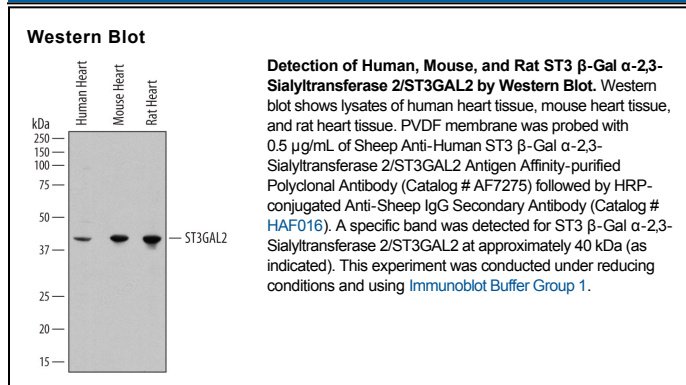 Western Blot
Human Heart
Mouse Heart
Rat Heart
kDa
250
150
100
75
50
37
25
20
15
ST3GAL2
Detection of Human, Mouse, and Rat ST3 β-Gal α-2,3-
Sialyltransferase 2/ST3GAL2 by Western Blot. Western
blot shows lysates of human heart tissue, mouse heart tissue,
and rat heart tissue. PVDF membrane was probed with
0.5 µg/mL of Sheep Anti-Human ST3 β-Gal α-2,3-
Sialyltransferase 2/ST3GAL2 Antigen Affinity-purified
Polyclonal Antibody (Catalog # AF7275) followed by HRP-
conjugated Anti-Sheep IgG Secondary Antibody (Catalog #
HAF016). A specific band was detected for ST3 β-Gal α-2,3-
Sialyltransferase 2/ST3GAL2 at approximately 40 kDa (as
indicated). This experiment was conducted under reducing
conditions and using Immunoblot Buffer Group 1.